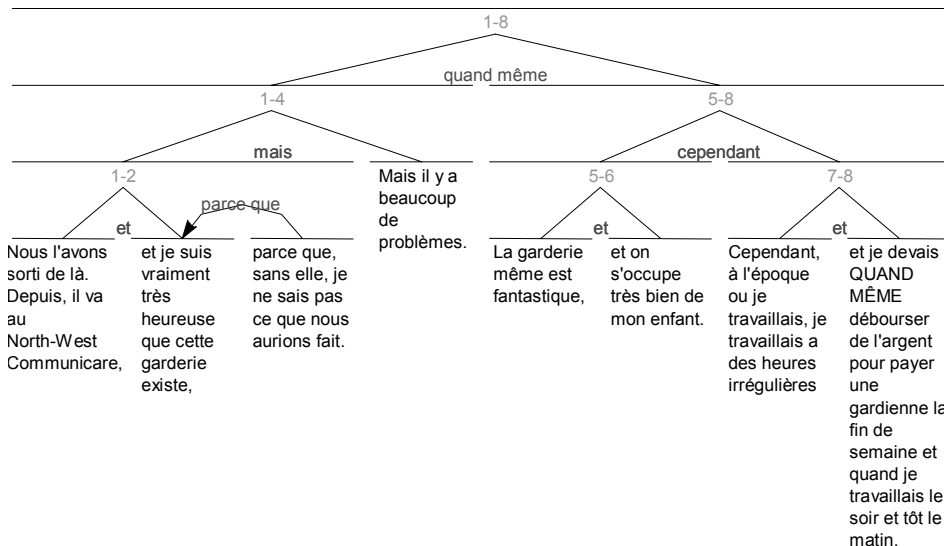 1-8
quand même
1-4
5-8
mais
cependant
1-2
Mais il y a
beaucoup
de
problèmes.
5-6
7-8
parce que
et
et
et
Nous l'avons
sorti de là.
Depuis, il va
au
North-West
Communicare,
et je suis
vraiment
très
heureuse
que cette
garderie
existe,
parce que,
sans elle, je
ne sais pas
ce que nous
aurions fait.
La garderie
même est
fantastique,
et on
s'occupe
très bien de
mon enfant.
Cependant,
à l'époque
ou je
travaillais, je
travaillais a
des heures
irrégulières
et je devais
QUAND
MÊME
débourser
de l'argent
pour payer
une
gardienne la
fin de
semaine et
quand je
travaillais le
soir et tôt le
matin.